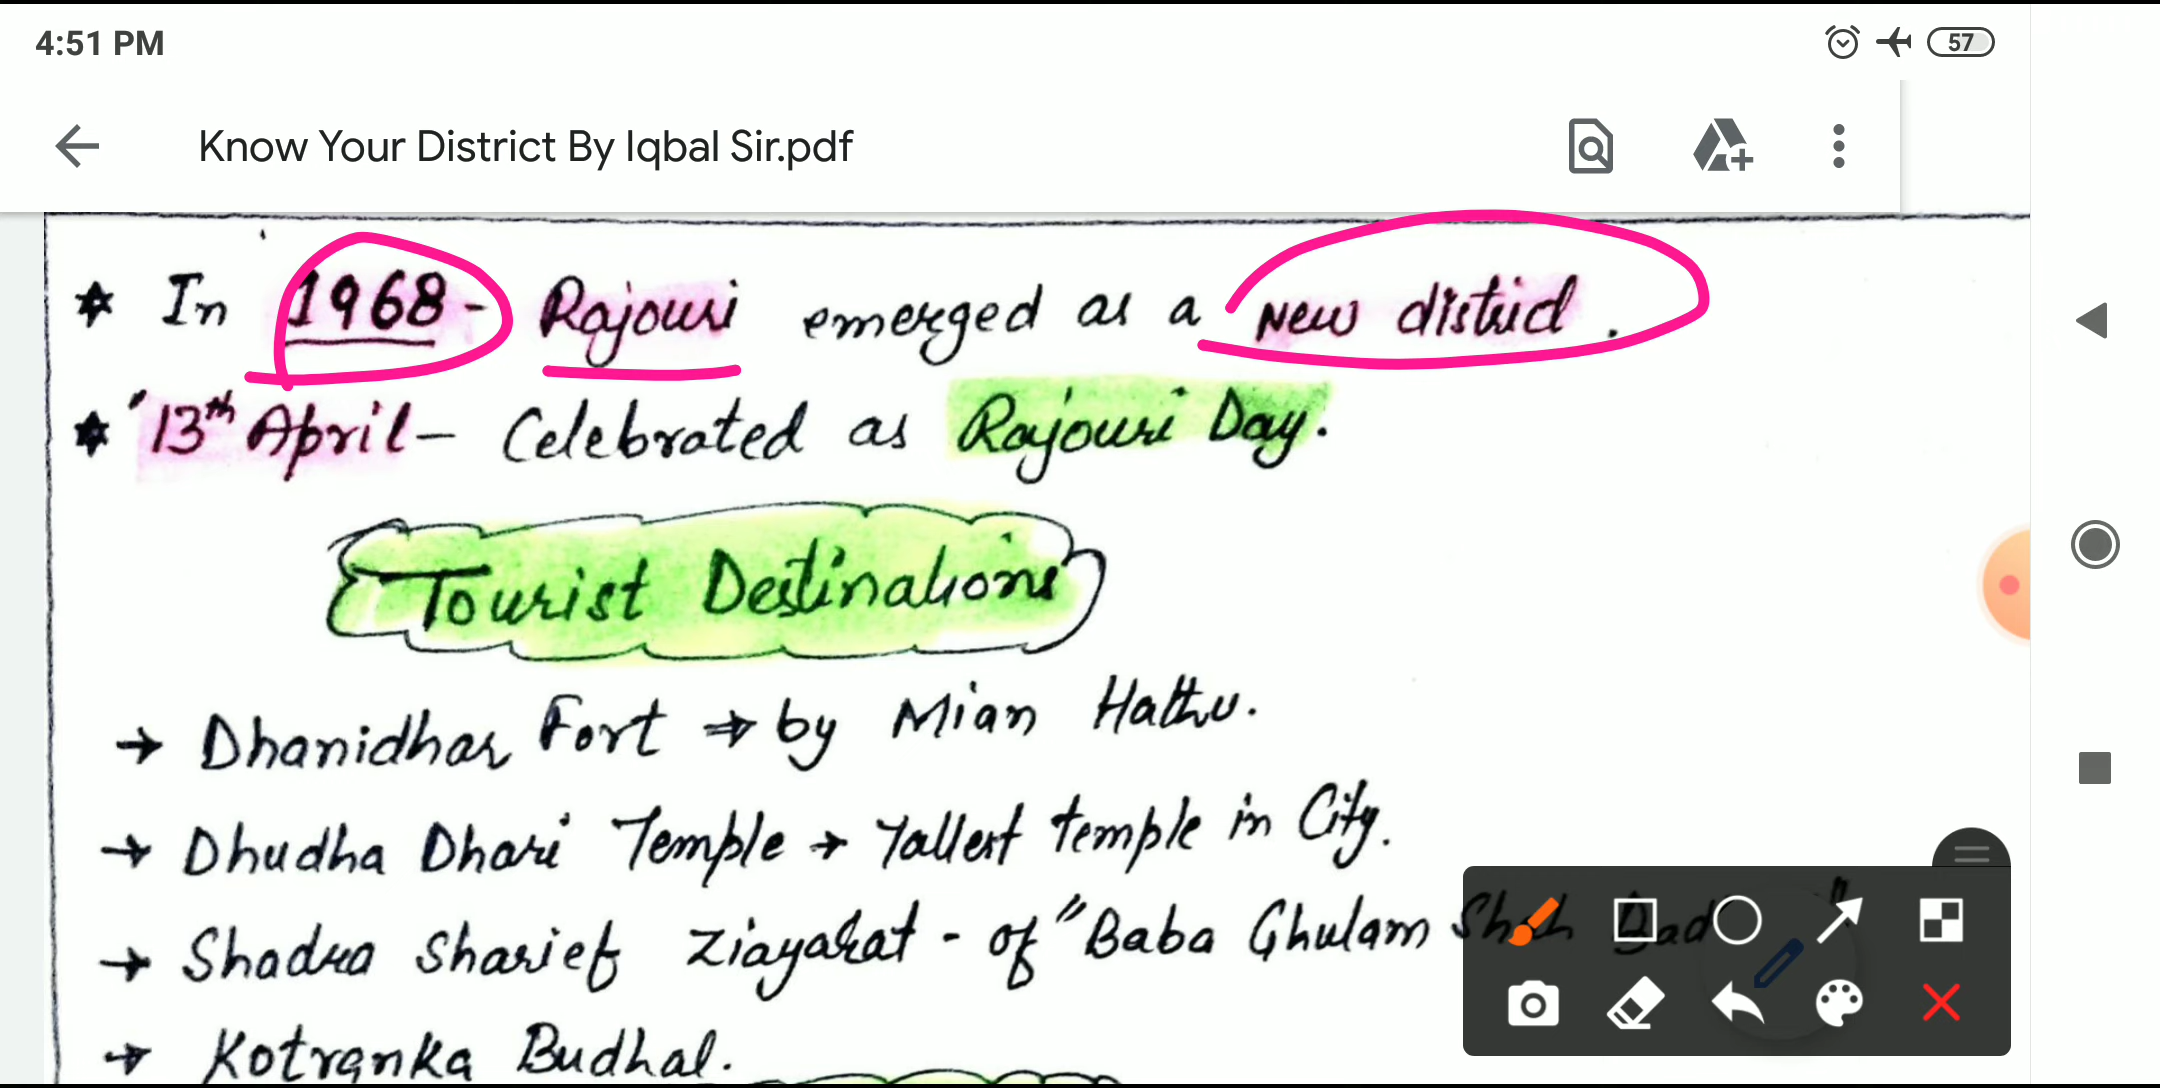 4:51 PM
57
Know Your District By Iqbal Sir.pdf
In 1968 - Rajouri emerged as a New district.
"13th April - Celebrated as Rajouri Day.
Tourist Destinations
→ Dhanidhar Fort ⇒ by Mian Hathu.
→ Dhudha Dhari Temple → Tallest temple in City.
→ Shadra Sharief Ziayarat - of "Baba Ghulam Shah Bad
→ Kotranka Budhal.